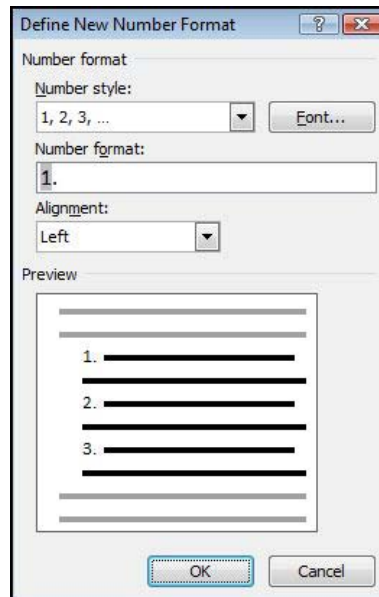 Define New Number Format
Number format
Number style:
1, 2, 3, ...
Font...
Number format:
1.
Alignment:
Left
Preview
1.
2.
3.
OK Cancel